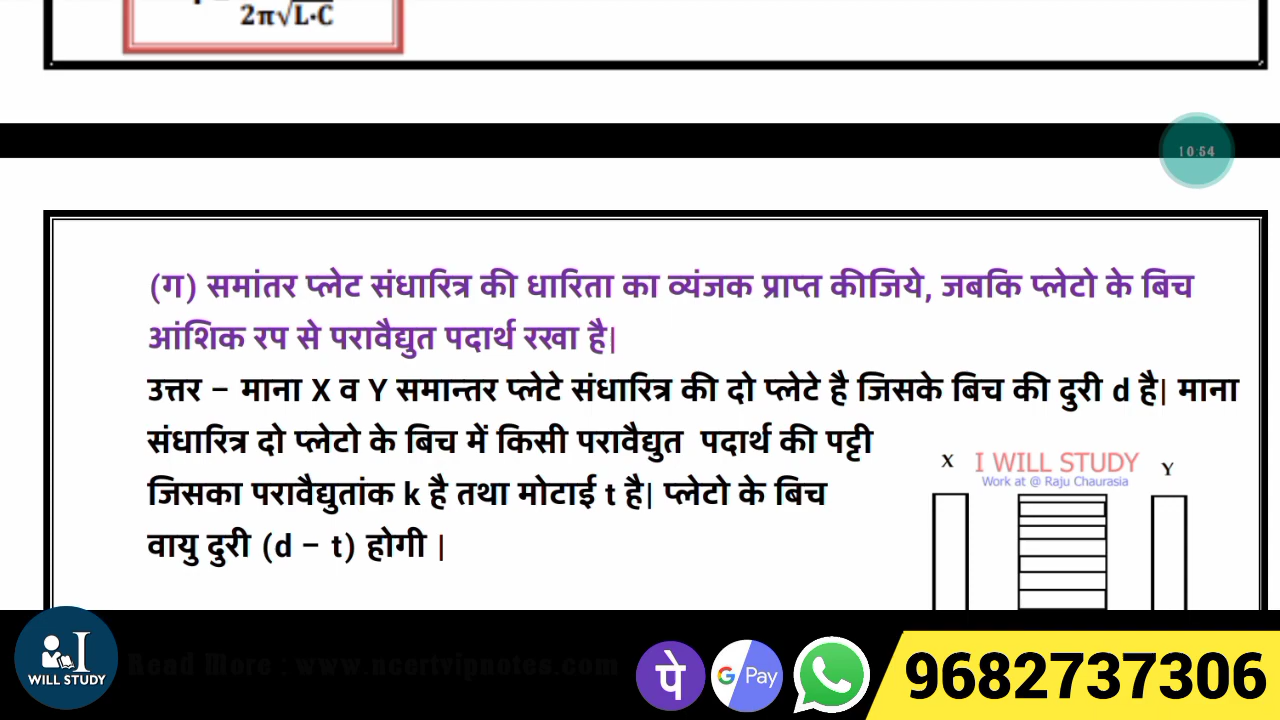 2π√L·C
10:54
(ग) समांतर प्लेट संधारित्र की धारिता का व्यंजक प्राप्त कीजिये, जबकि प्लेटो के बिच
आंशिक रप से परावैद्युत पदार्थ रखा है|
उत्तर – माना X व Y समान्तर प्लेटे संधारित्र की दो प्लेटे है जिसके बिच की दुरी d है| माना
संधारित्र दो प्लेटो के बिच में किसी परावैद्युत पदार्थ की पट्टी
जिसका परावैद्युतांक k है तथा मोटाई t है| प्लेटो के बिच
वायु दुरी (d – t) होगी |
X I WILL STUDY Y
Work at @ Raju Chaurasia
I
WILL STUDY
Read More : www.ncertvipnotes.com
पे G Pay 9682737306